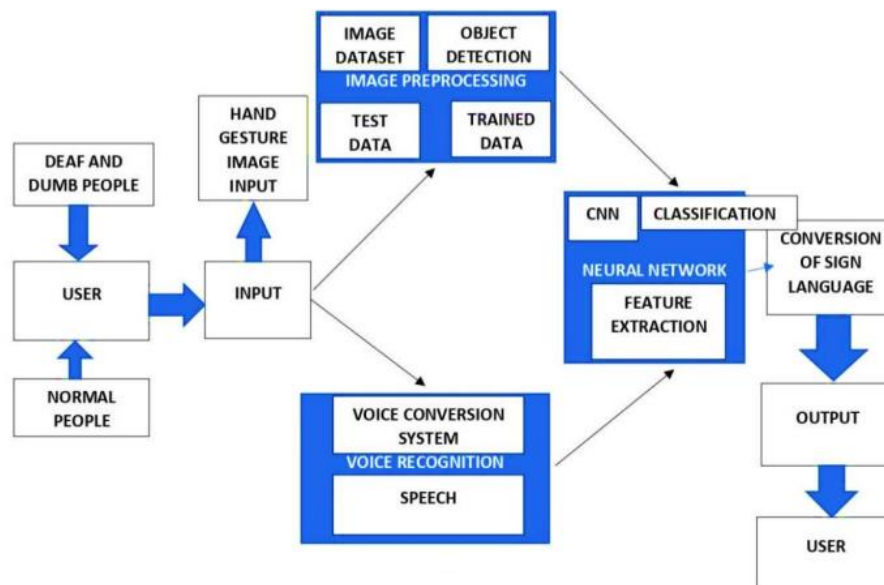 DEAF AND
DUMB PEOPLE
USER
NORMAL
PEOPLE
HAND
GESTURE
IMAGE
INPUT
INPUT
IMAGE
DATASET
OBJECT
DETECTION
IMAGE PREPROCESSING
TEST
DATA
TRAINED
DATA
VOICE CONVERSION
SYSTEM
VOICE RECOGNITION
SPEECH
CNN
CLASSIFICATION
NEURAL NETWORK
FEATURE
EXTRACTION
CONVERSION
OF SIGN
LANGUAGE
OUTPUT
USER